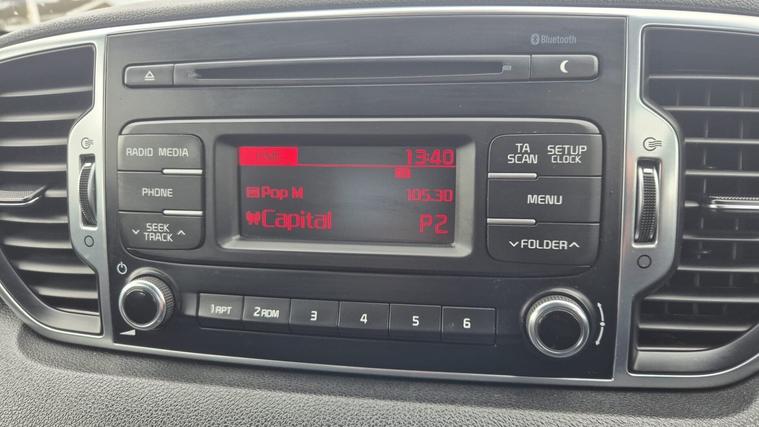 Bluetooth
RADIO MEDIA
PHONE
SEEK
TRACK
13:40
Pop M 105.30
Capital P2
TA
SCAN
SETUP
CLOCK
MENU
FOLDER
1 RPT 2 RDM 3 4 5 6